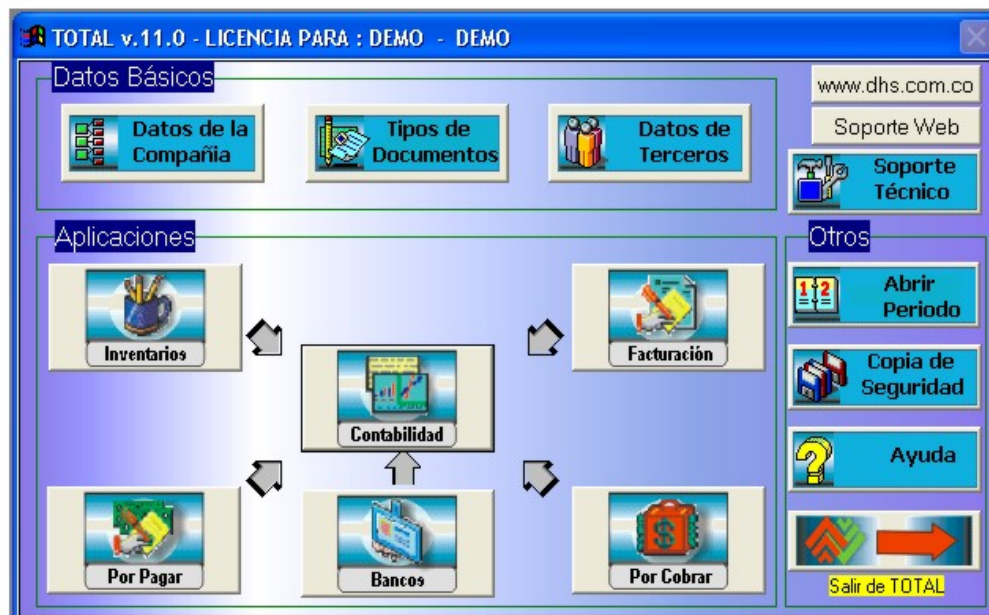 TOTAL v.11.0 - LICENCIA PARA : DEMO - DEMO
Datos Básicos
Datos de la
Compañia
Tipos de
Documentos
Datos de
Terceros
www.dhs.com.co
Soporte Web
Soporte
Técnico
Aplicaciones
Inventarios
Facturación
Contabilidad
Por Pagar
Bancos
Por Cobrar
Otros
1 2
Abrir
Periodo
Copia de
Seguridad
Ayuda
Salir de TOTAL